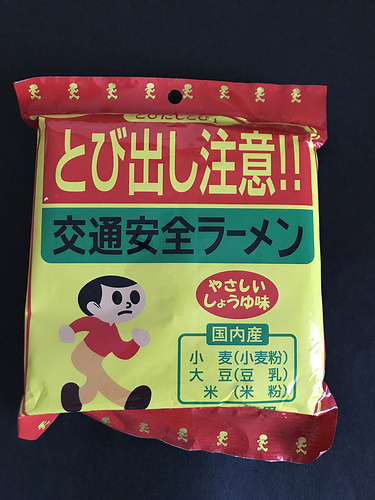 とび出し注意!!
交通安全ラーメン
やさしい
しょうゆ味
国内産
小　麦(小麦粉)
大　豆(豆　乳)
米　(米　粉)